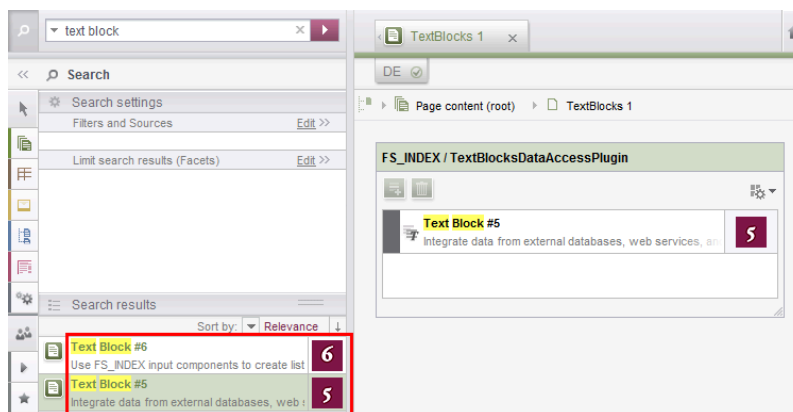 text block
Search
Search settings
Filters and Sources Edit >>
Limit search results (Facets) Edit >>
Search results
Sort by: Relevance
Text Block #6
Use FS_INDEX input components to create list
6
Text Block #5
Integrate data from external databases, web
5
TextBlocks 1
DE
Page content (root) TextBlocks 1
FS_INDEX / TextBlocksDataAccessPlugin
Text Block #5
Integrate data from external databases, web services, an
5